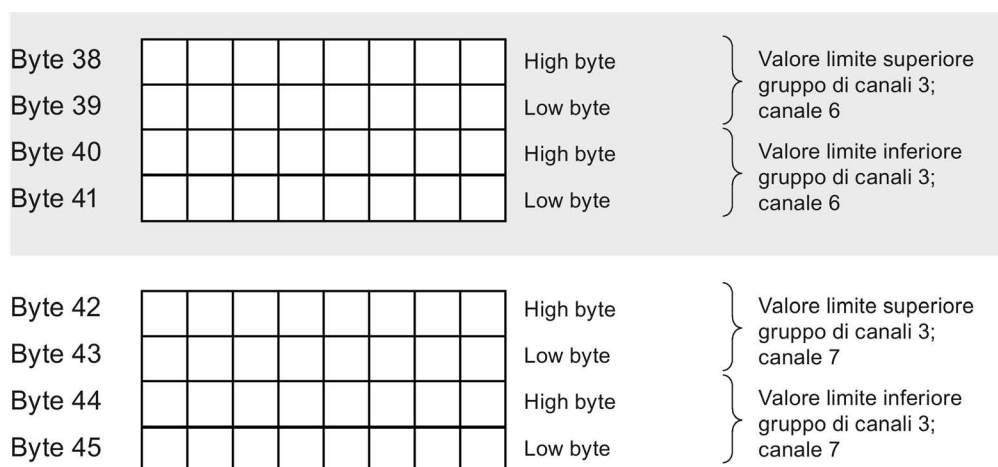 Byte 38
High byte
Valore limite superiore
gruppo di canali 3;
canale 6
Byte 39
Low byte
Byte 40
High byte
Valore limite inferiore
gruppo di canali 3;
canale 6
Byte 41
Low byte
Byte 42
High byte
Valore limite superiore
gruppo di canali 3;
canale 7
Byte 43
Low byte
Byte 44
High byte
Valore limite inferiore
gruppo di canali 3;
canale 7
Byte 45
Low byte